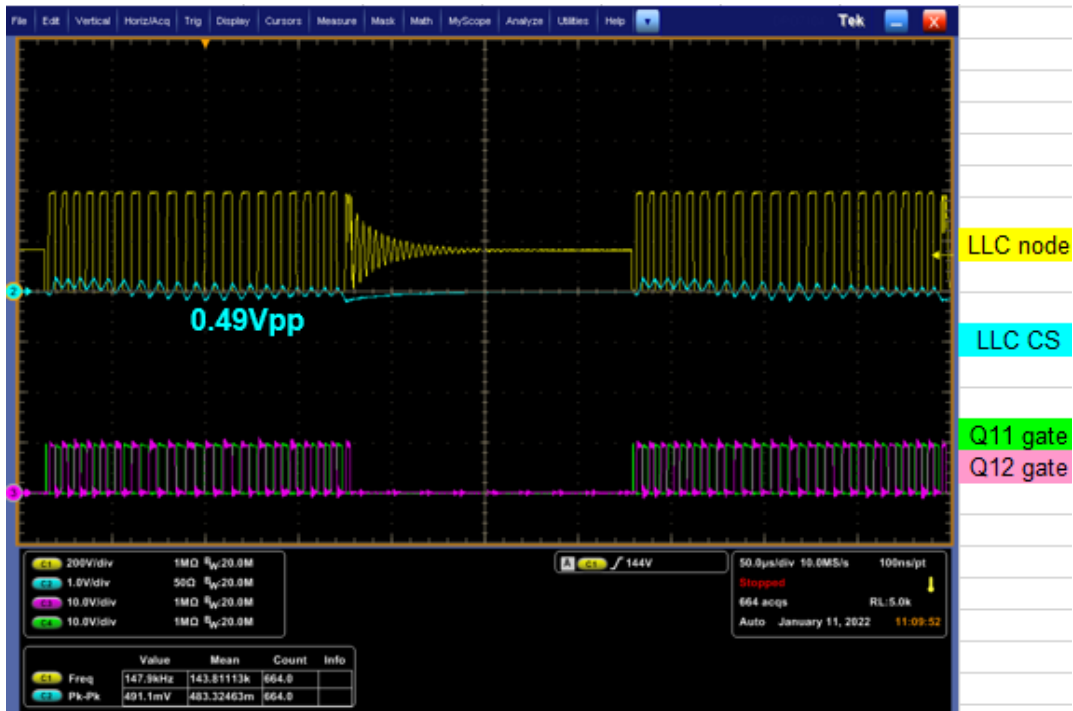 File Edit Vertical Horiz/Acq Trig Display Cursors Measure Mask Math MyScope Analyze Utilities Help Tek X
LLC node
2
LLC CS
0.49Vpp
Q11 gate
Q12 gate
3
C1 200V/div 1MΩ BW:20.0M
C2 1.0V/div 50Ω BW:20.0M
C3 10.0V/div 1MΩ BW:20.0M
C4 10.0V/div 1MΩ BW:20.0M
A C1 144V
50.0µs/div 10.0MS/s 100ns/pt
Stopped
664 acqs RL:5.0k
Auto January 11, 2022 11:09:52
Value Mean Count Info
C1 Freq 147.9kHz 143.81113k 664.0
C2 Pk-Pk 491.1mV 483.32463m 664.0